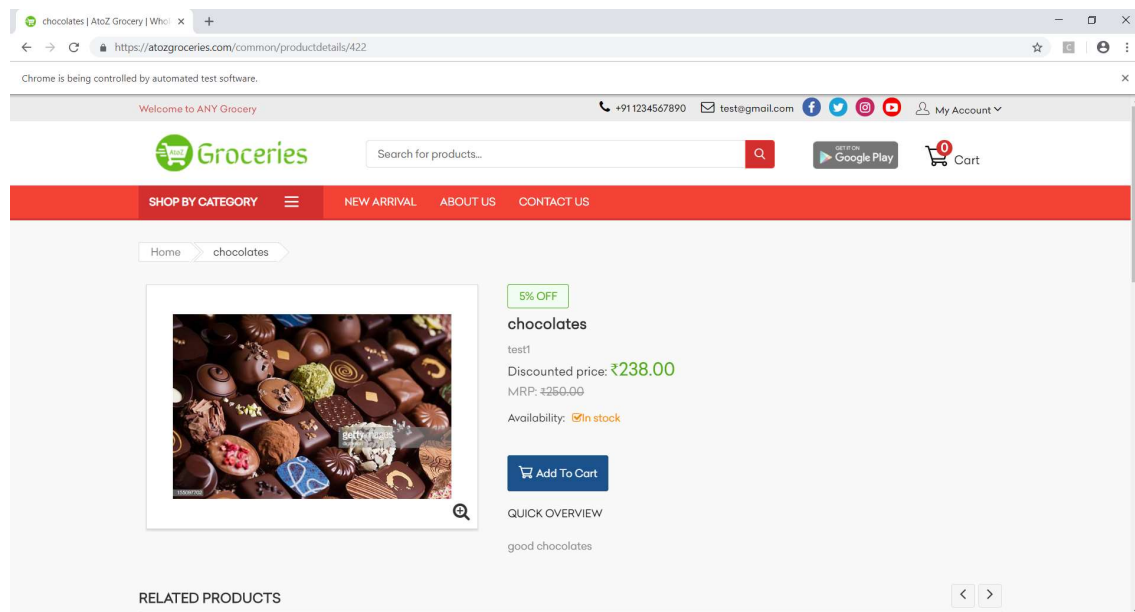 chocolates | AtoZ Grocery | Whol
https://atozgroceries.com/common/productdetails/422
C
Chrome is being controlled by automated test software.
Welcome to ANY Grocery
+91 1234567890
test@gmail.com
My Account
AtoZ
Groceries
Search for products...
GET IT ON
Google Play
0
Cart
SHOP BY CATEGORY
NEW ARRIVAL
ABOUT US
CONTACT US
Home
chocolates
5% OFF
chocolates
test1
Discounted price: ₹238.00
MRP: ₹250.00
Availability: In stock
Add To Cart
QUICK OVERVIEW
good chocolates
RELATED PRODUCTS